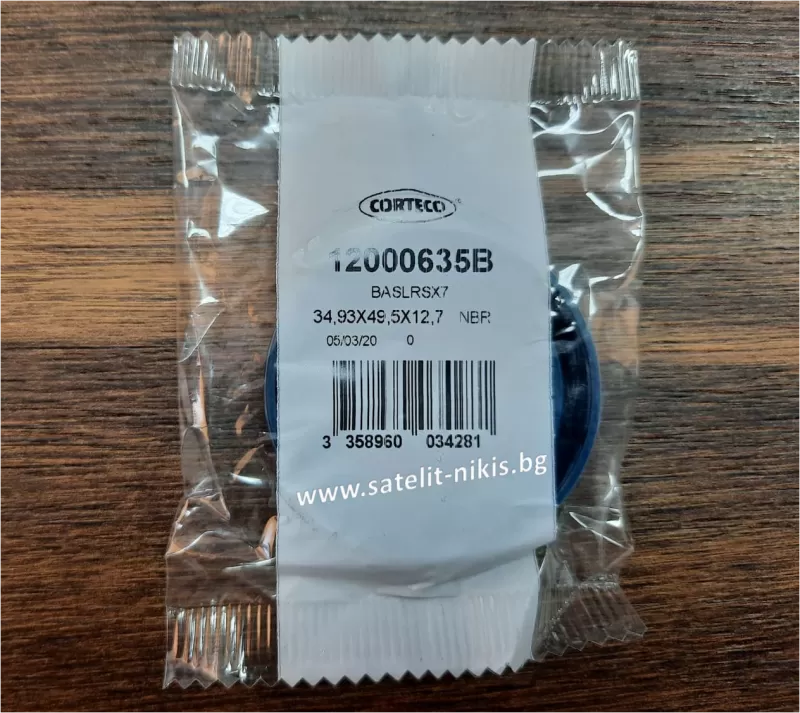 CORTECO
12000635B
BASLRSX7
34,93X49,5X12,7 NBR
05/03/20 0
3 358960 034281
www.satelit-nikis.bg